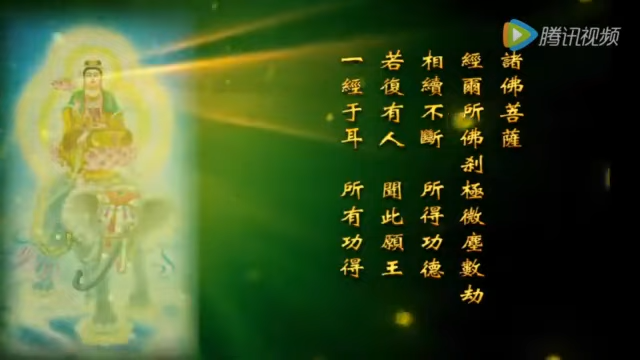 腾讯视频
諸佛菩薩
經爾所佛剎極微塵數劫
相續不斷 所得功德
若復有人 聞此願王
一經于耳 所有功得